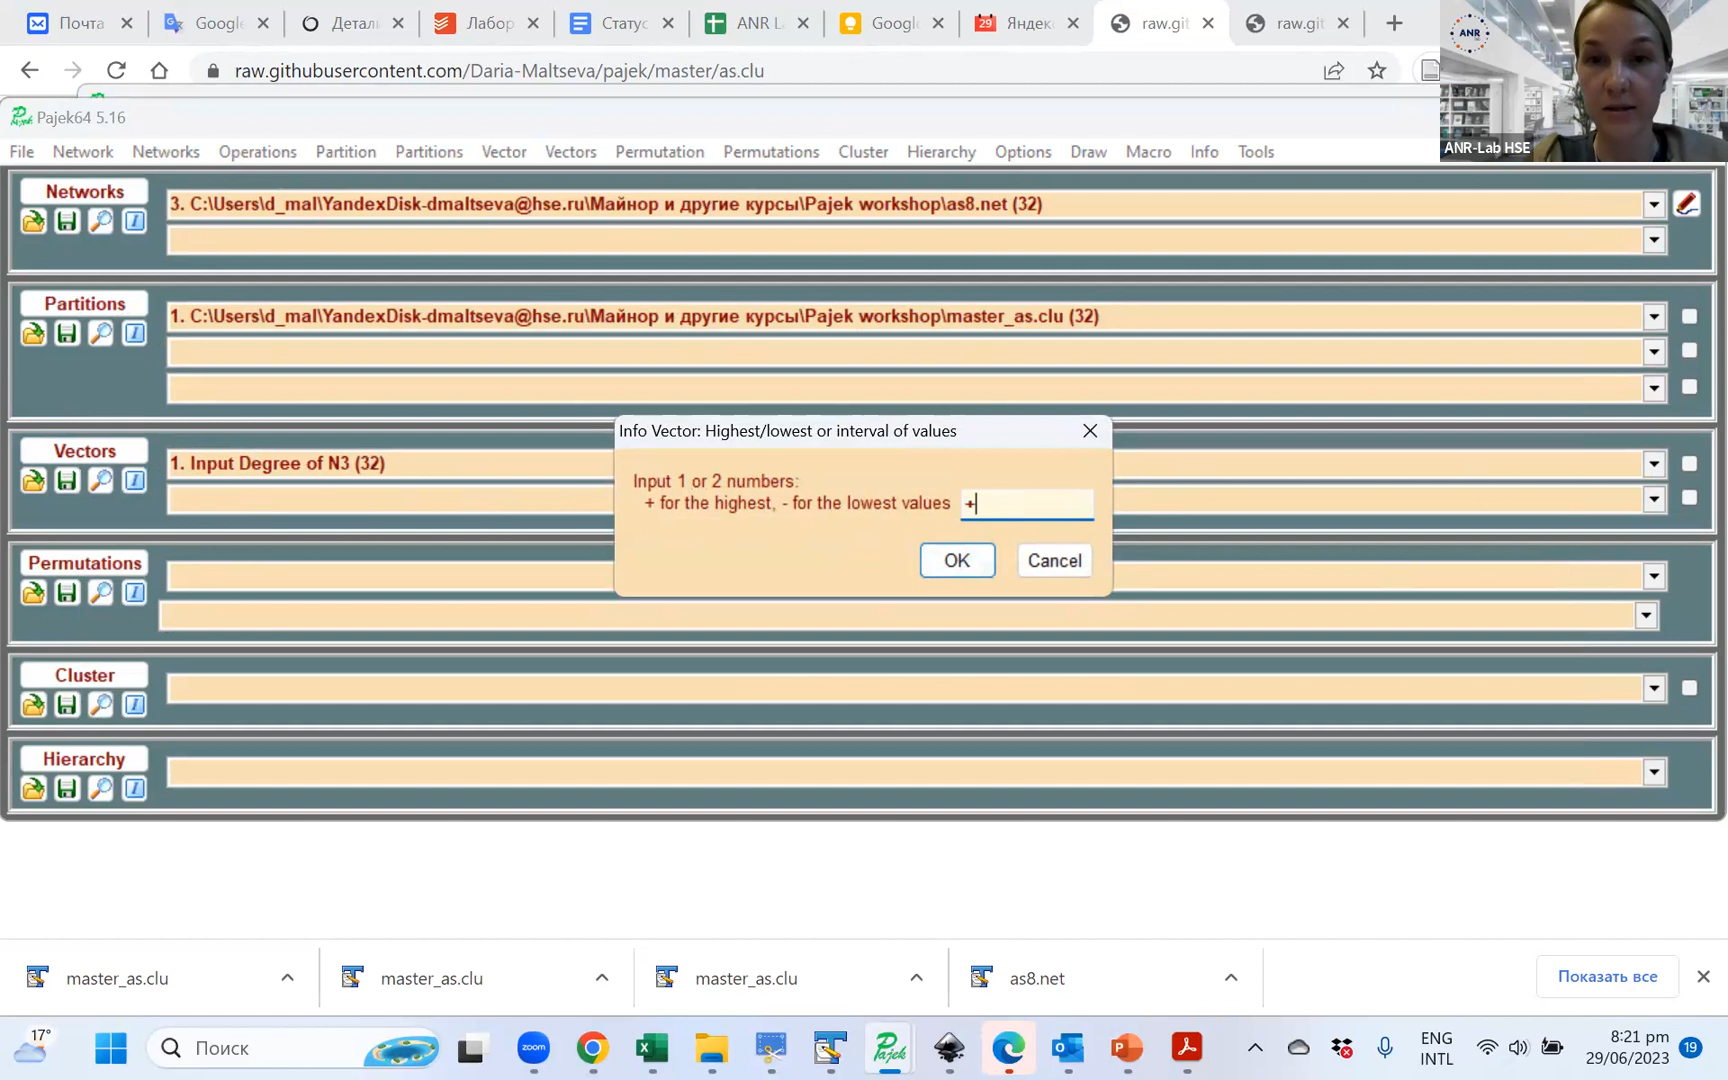 Почта
Google
Детал
Лабор
Статус
ANR L
Google
Яндек
raw.git
raw.git
raw.githubusercontent.com/Daria-Maltseva/pajek/master/as.clu
ANR
ANR-Lab HSE
Pajek64 5.16
File Network Networks Operations Partition Partitions Vector Vectors Permutation Permutations Cluster Hierarchy Options Draw Macro Info Tools
Networks
3. C:\Users\d_mal\YandexDisk-dmaltseva@hse.ru\Майнор и другие курсы\Pajek workshop\as8.net (32)
Partitions
1. C:\Users\d_mal\YandexDisk-dmaltseva@hse.ru\Майнор и другие курсы\Pajek workshop\master_as.clu (32)
Info Vector: Highest/lowest or interval of values
Vectors
1. Input Degree of N3 (32)
Input 1 or 2 numbers:
+ for the highest, - for the lowest values +
OK Cancel
Permutations
Cluster
Hierarchy
master_as.clu
master_as.clu
master_as.clu
as8.net
Показать все
17°
Поиск
zoom
Pajek
ENG
INTL
8:21 pm
29/06/2023
19